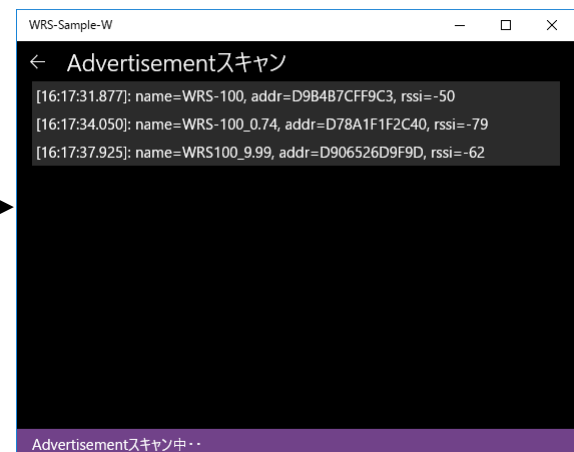 WRS-Sample-W
← Advertisementスキャン
[16:17:31.877]: name=WRS-100, addr=D9B4B7CFF9C3, rssi=-50
[16:17:34.050]: name=WRS-100_0.74, addr=D78A1F1F2C40, rssi=-79
[16:17:37.925]: name=WRS100_9.99, addr=D906526D9F9D, rssi=-62
Advertisementスキャン中・・